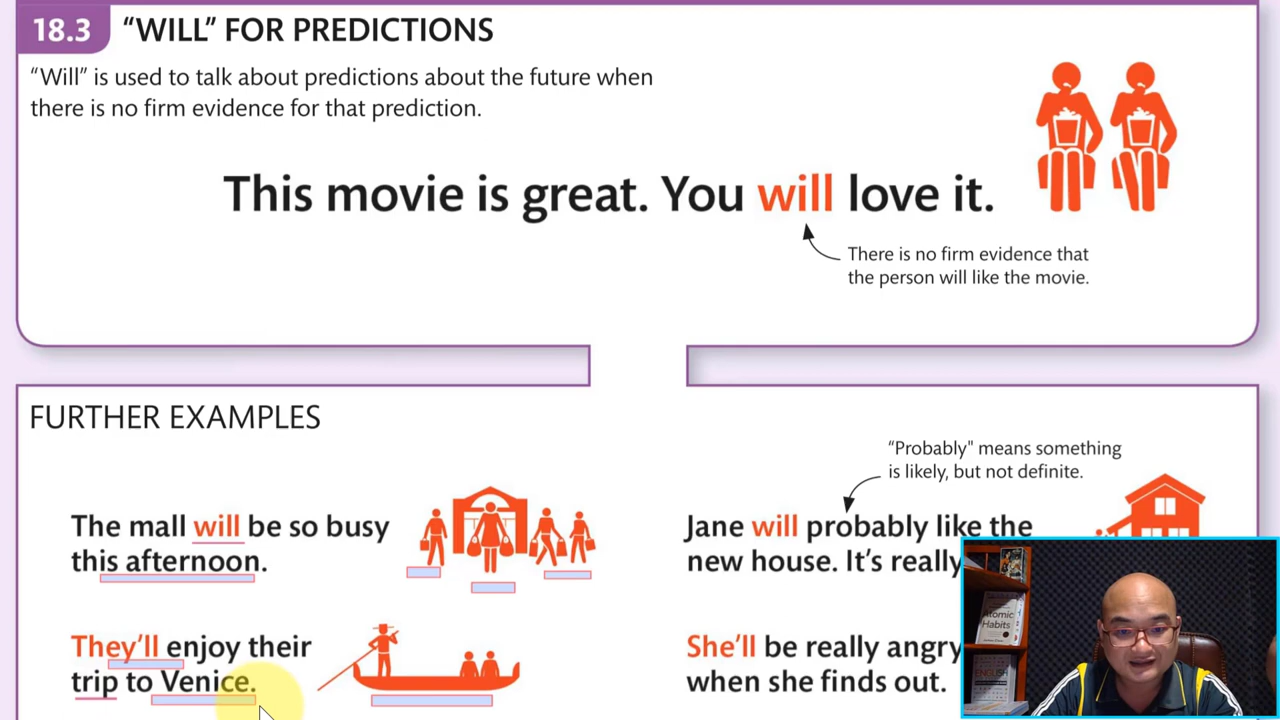 18.3 "WILL" FOR PREDICTIONS
"Will" is used to talk about predictions about the future when
there is no firm evidence for that prediction.
This movie is great. You will love it.
There is no firm evidence that
the person will like the movie.
FURTHER EXAMPLES
"Probably" means something
is likely, but not definite.
The mall will be so busy
this afternoon.
Jane will probably like the
new house. It's really
They'll enjoy their
trip to Venice.
She'll be really angry
when she finds out.
Atomic
Habits
ENGLISH